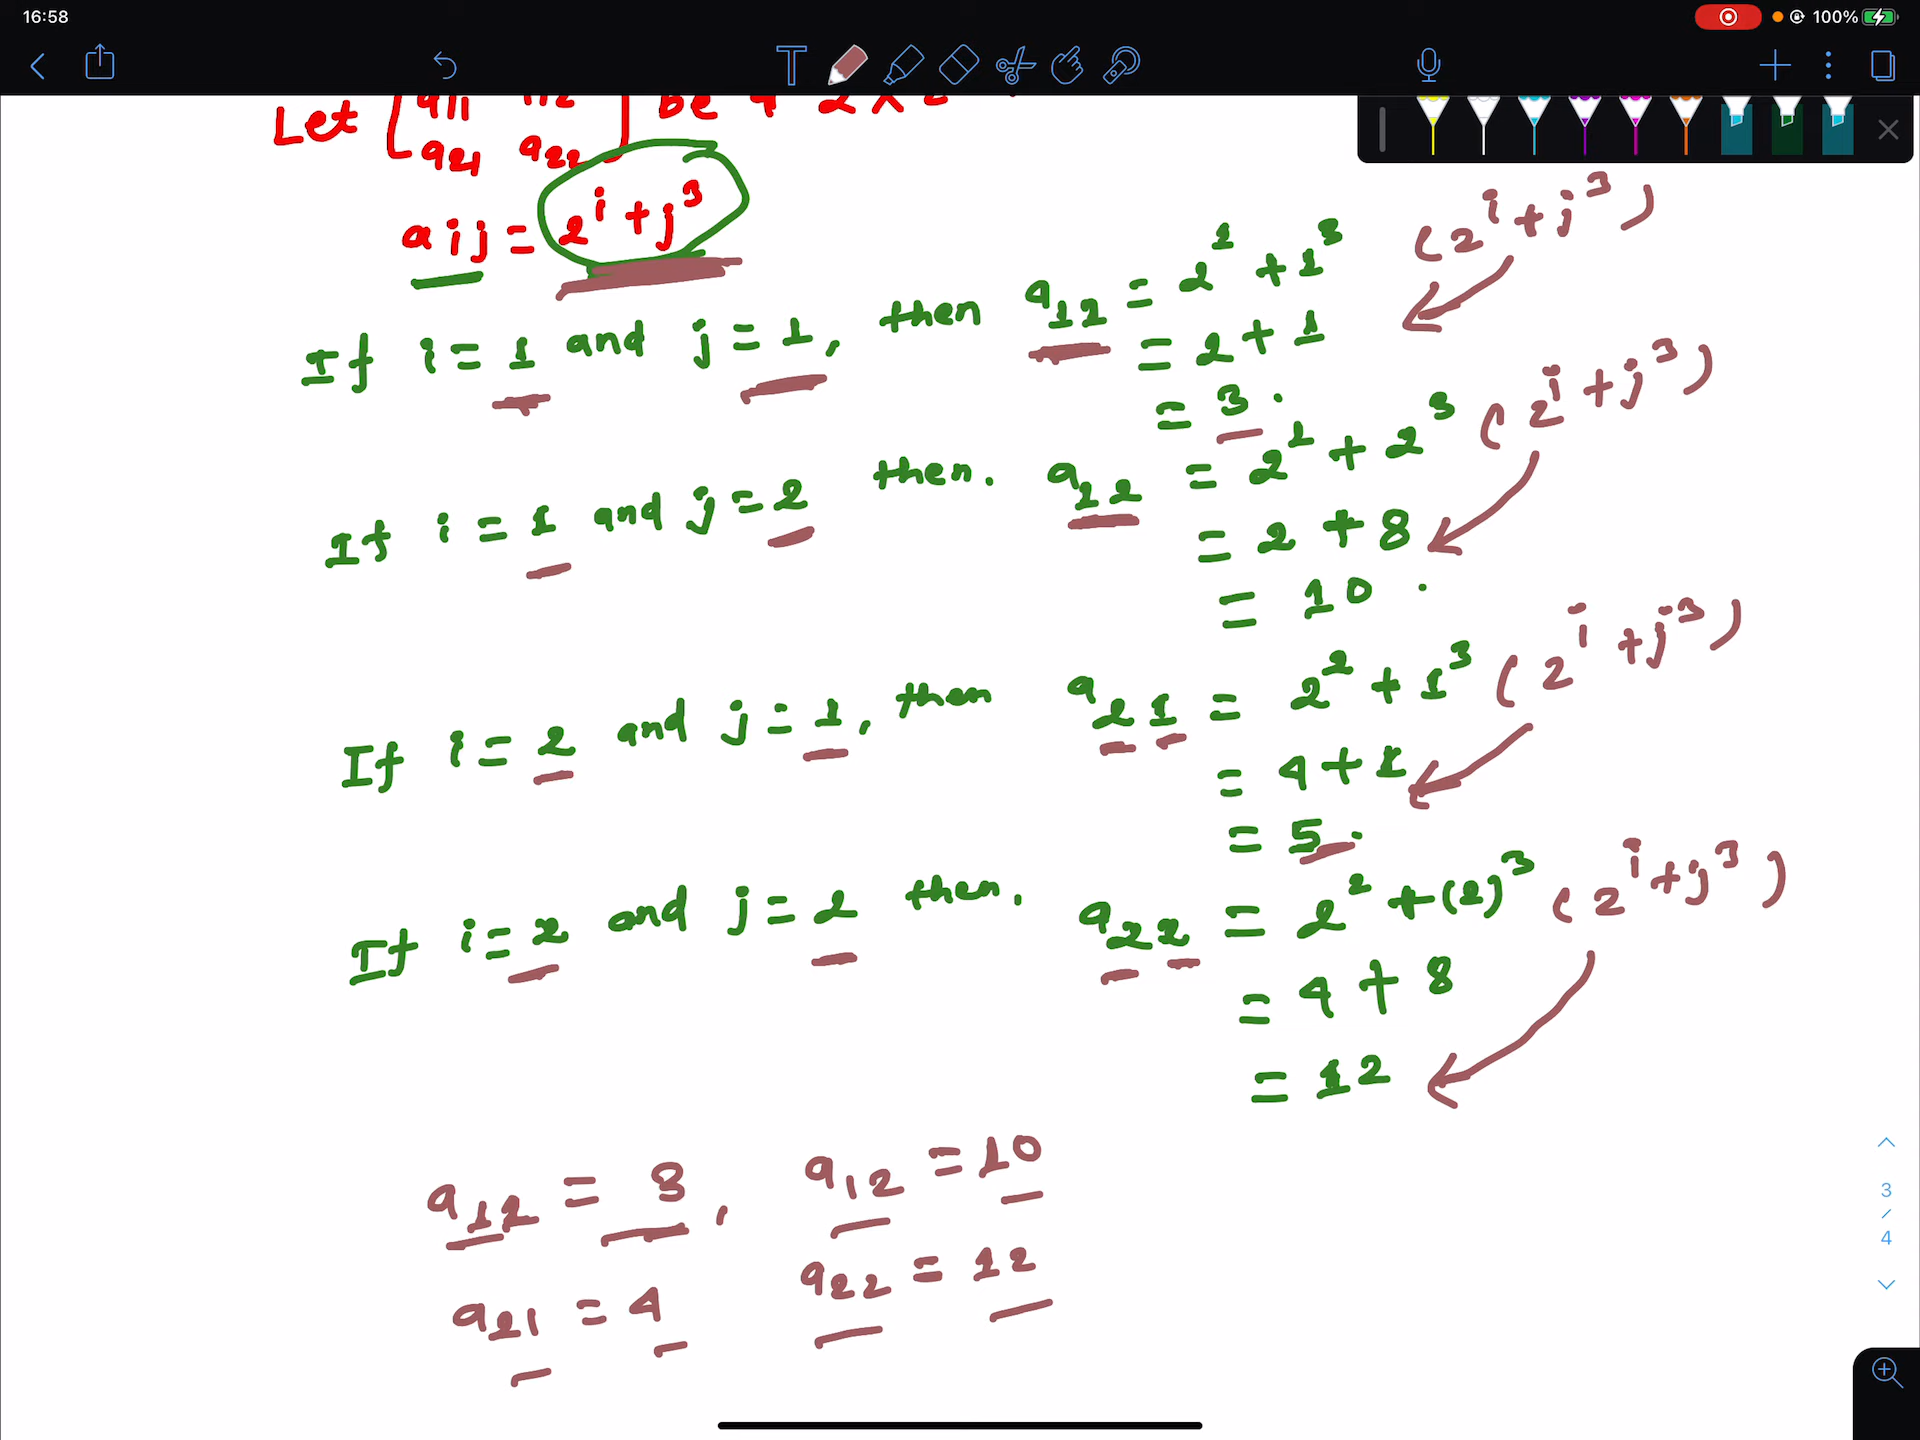 16:58
100%
Let [a11 a12
a21 a22] be a 2×2
aij = 2^i + j^3
(2^i + j^3)
If i = 1 and j = 1, then a11 = 2^1 + 1^3
= 2 + 1
= 3.
If i = 1 and j = 2 then. a12 = 2^1 + 2^3 (2^i + j^3)
= 2 + 8
= 10.
If i = 2 and j = 1, then a21 = 2^2 + 1^3 (2^i + j^3)
= 4 + 1
= 5.
If i = 2 and j = 2 then. a22 = 2^2 + (2)^3 (2^i + j^3)
= 4 + 8
= 12
a11 = 3, a12 = 10
a21 = 4 a22 = 12
3
/
4